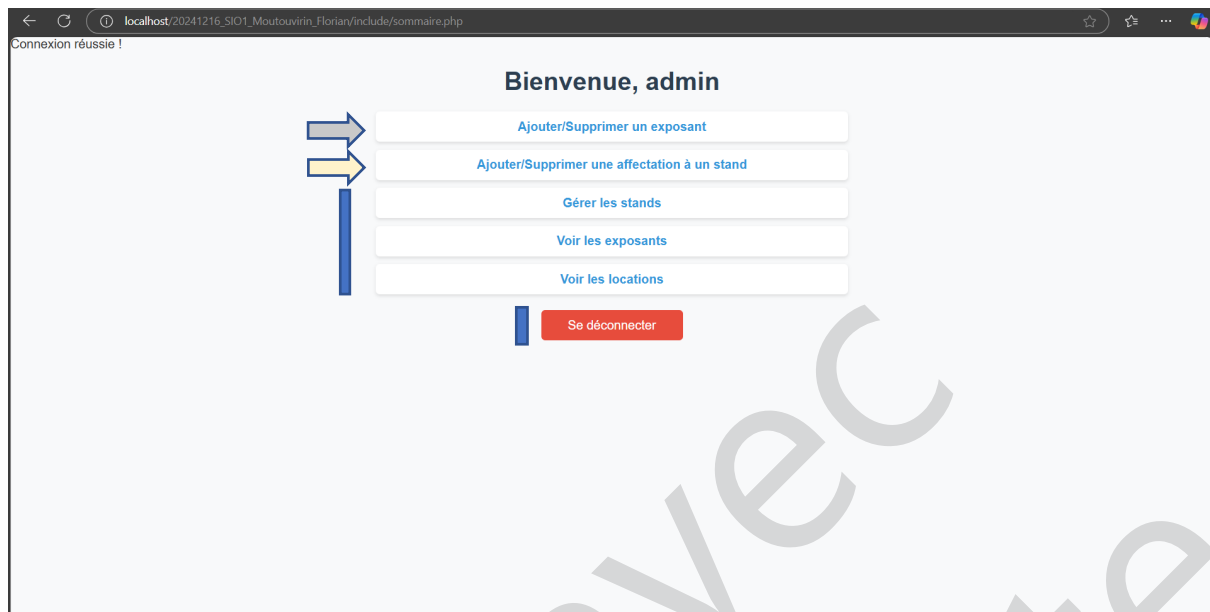 localhost/20241216_SIO1_Moutouvirin_Florian/include/sommaire.php
Connexion réussie !
Bienvenue, admin
Ajouter/Supprimer un exposant
Ajouter/Supprimer une affectation à un stand
Gérer les stands
Voir les exposants
Voir les locations
Se déconnecter